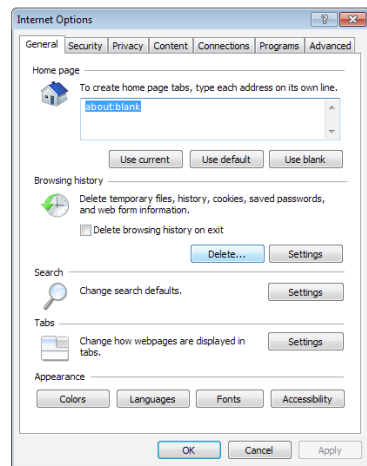 Internet Options
General Security Privacy Content Connections Programs Advanced
Home page
To create home page tabs, type each address on its own line.
about:blank
Use current Use default Use blank
Browsing history
Delete temporary files, history, cookies, saved passwords,
and web form information.
Delete browsing history on exit
Delete... Settings
Search
Change search defaults. Settings
Tabs
Change how webpages are displayed in Settings
tabs.
Appearance
Colors Languages Fonts Accessibility
OK Cancel Apply